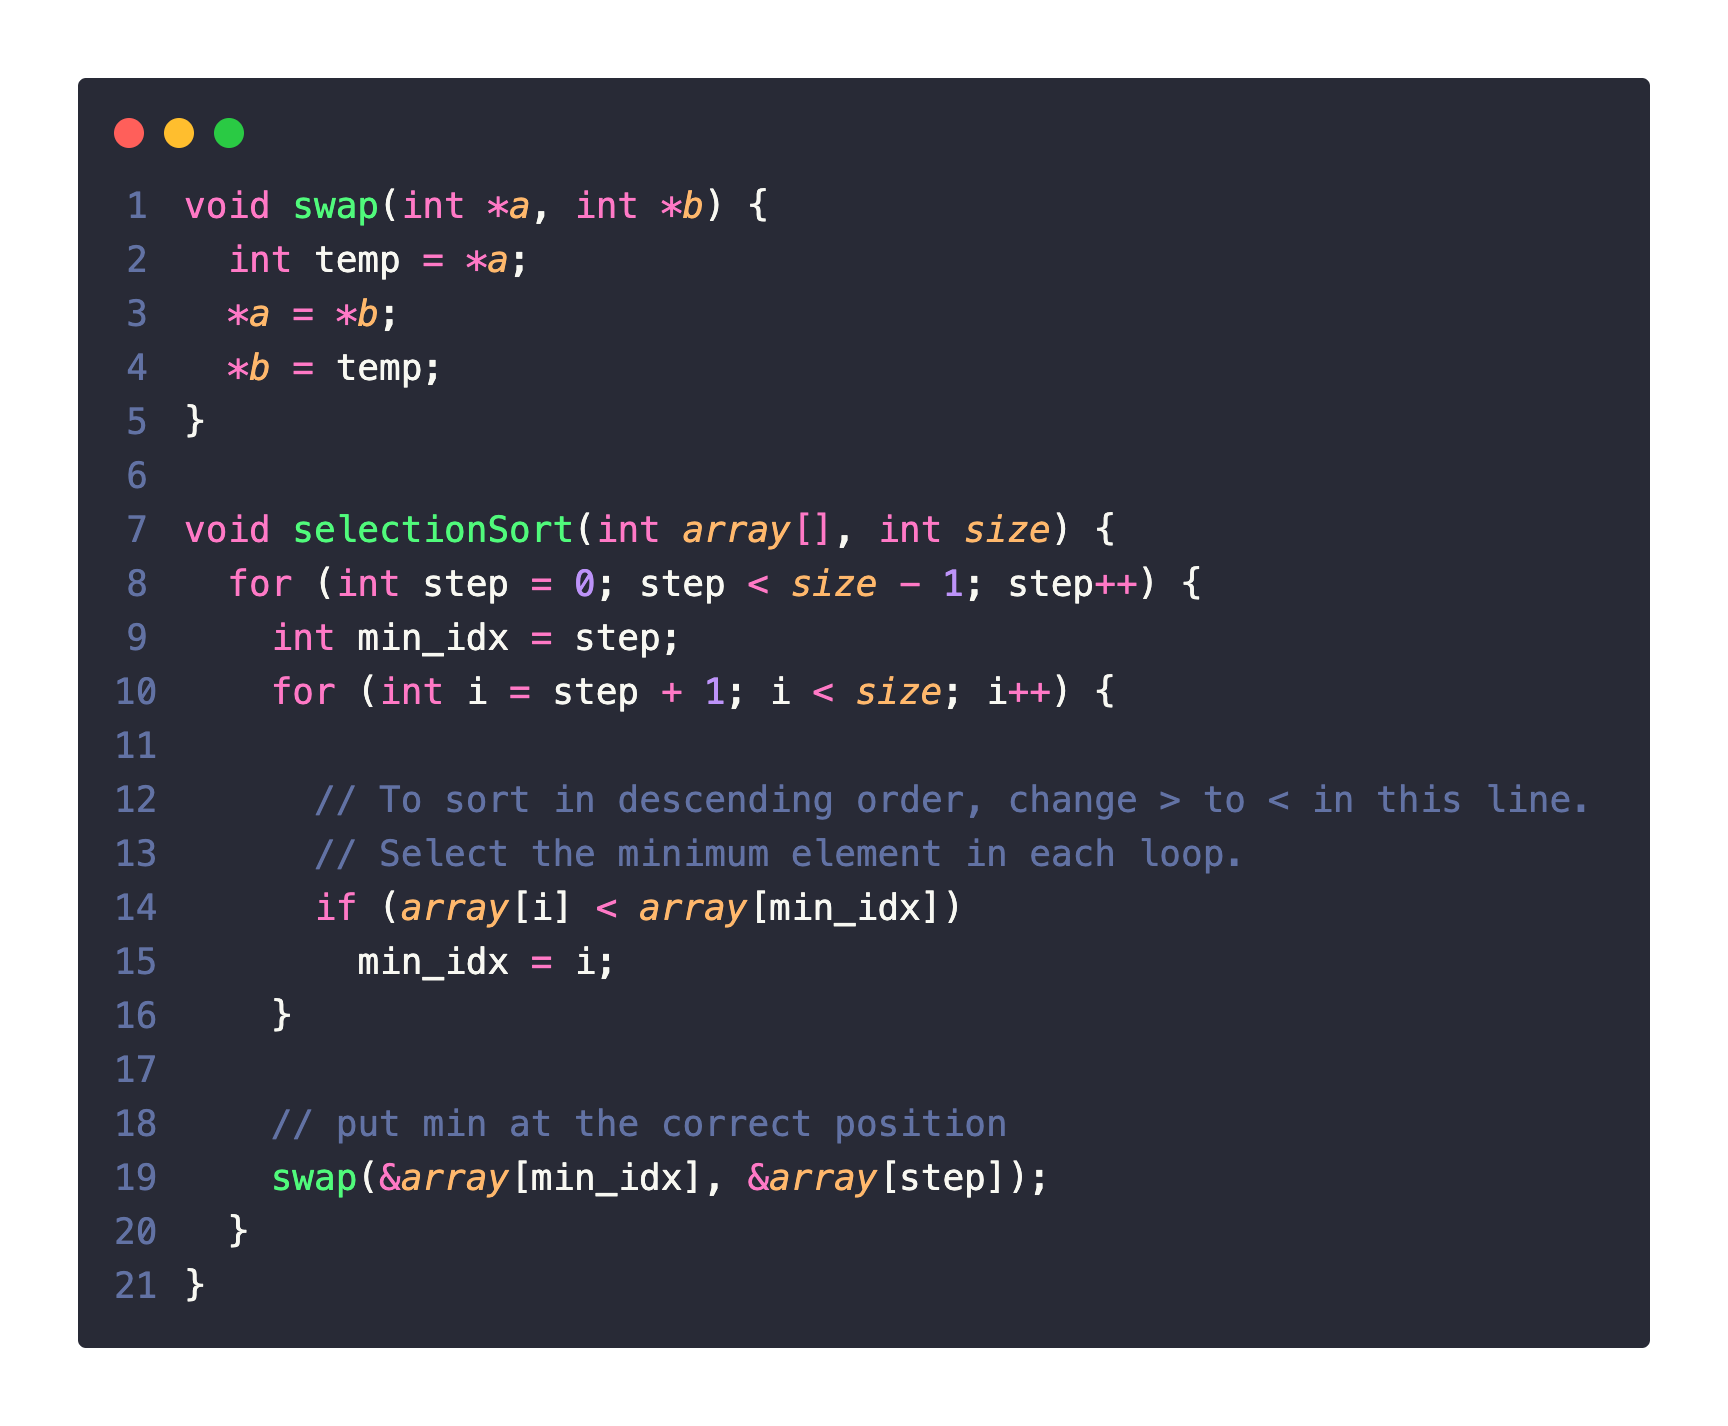 1 void swap(int *a, int *b) {
2   int temp = *a;
3   *a = *b;
4   *b = temp;
5 }
6
7 void selectionSort(int array[], int size) {
8   for (int step = 0; step < size - 1; step++) {
9     int min_idx = step;
10     for (int i = step + 1; i < size; i++) {
11
12       // To sort in descending order, change > to < in this line.
13       // Select the minimum element in each loop.
14       if (array[i] < array[min_idx])
15         min_idx = i;
16     }
17
18     // put min at the correct position
19     swap(&array[min_idx], &array[step]);
20   }
21 }